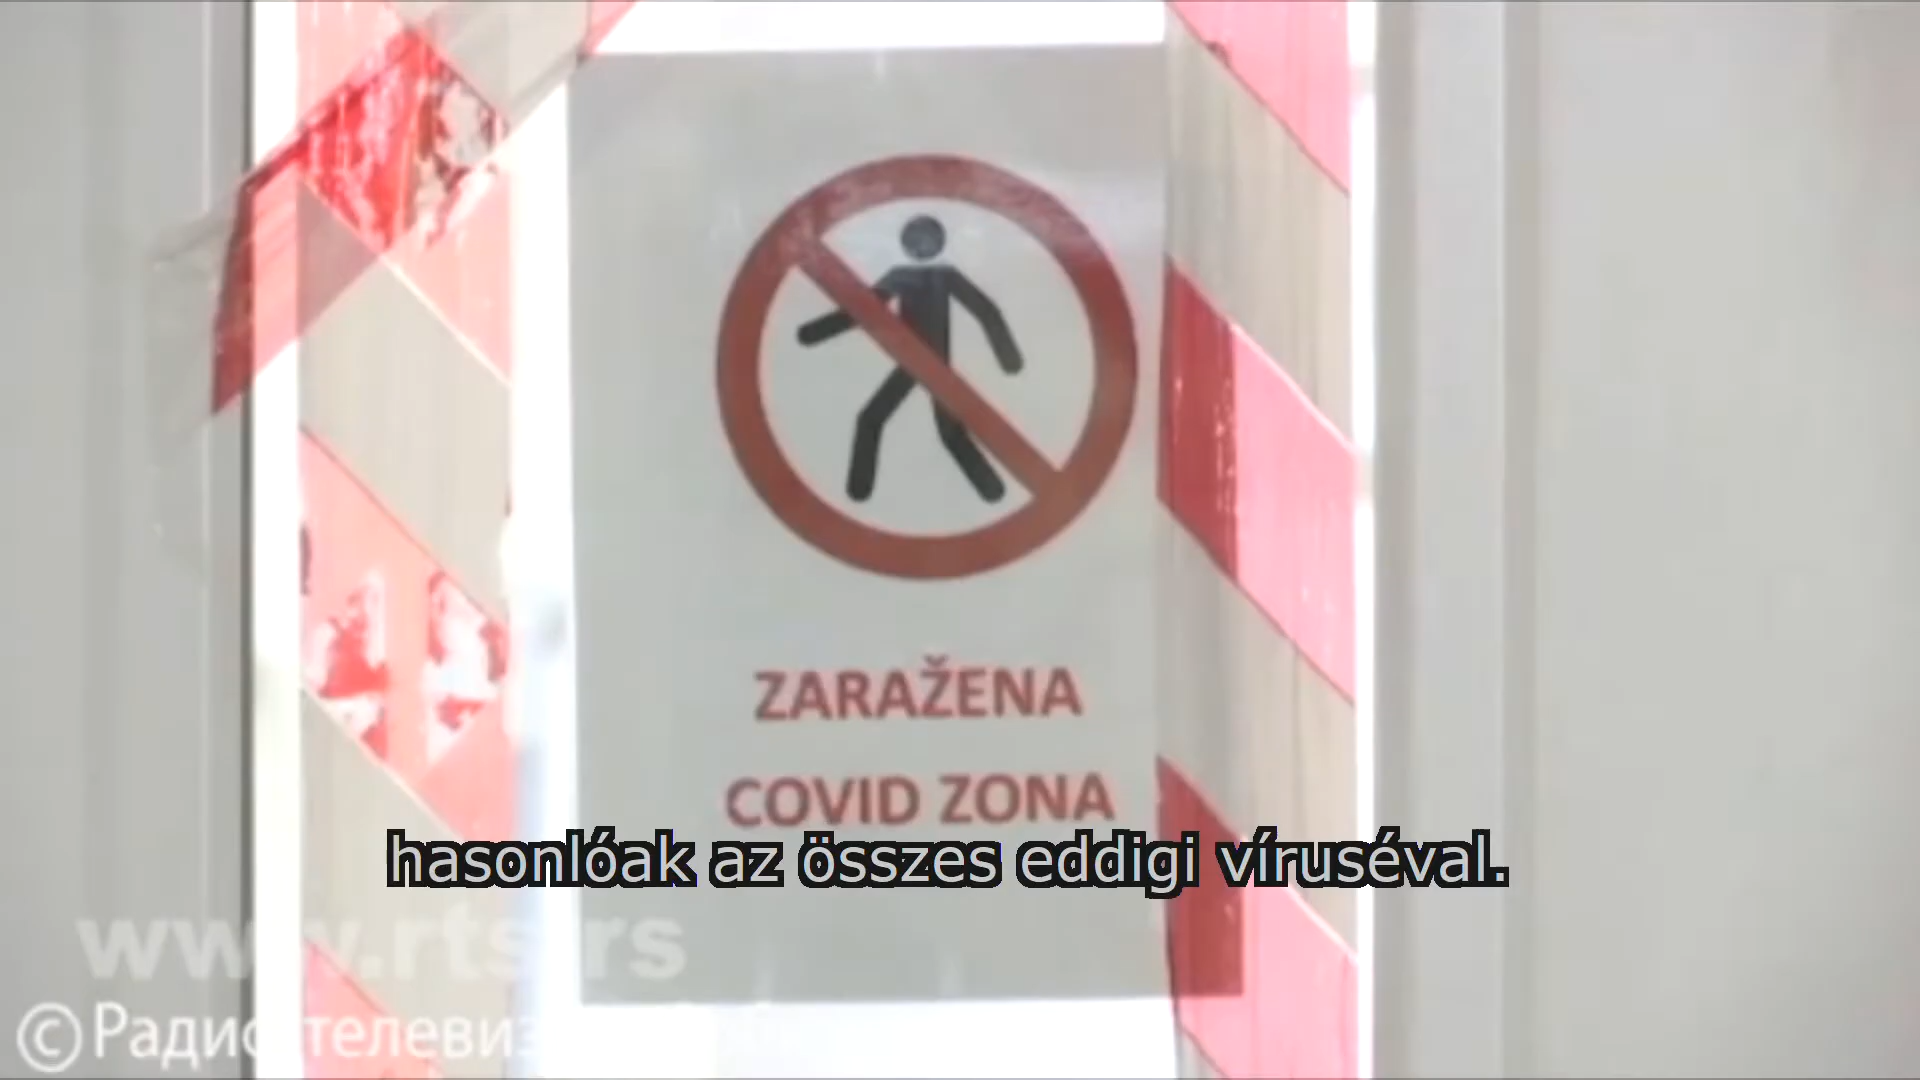 ZARAŽENA
COVID ZONA
hasonlóak az összes eddigi víruséval.
www.rts.rs
©Радио телевиз